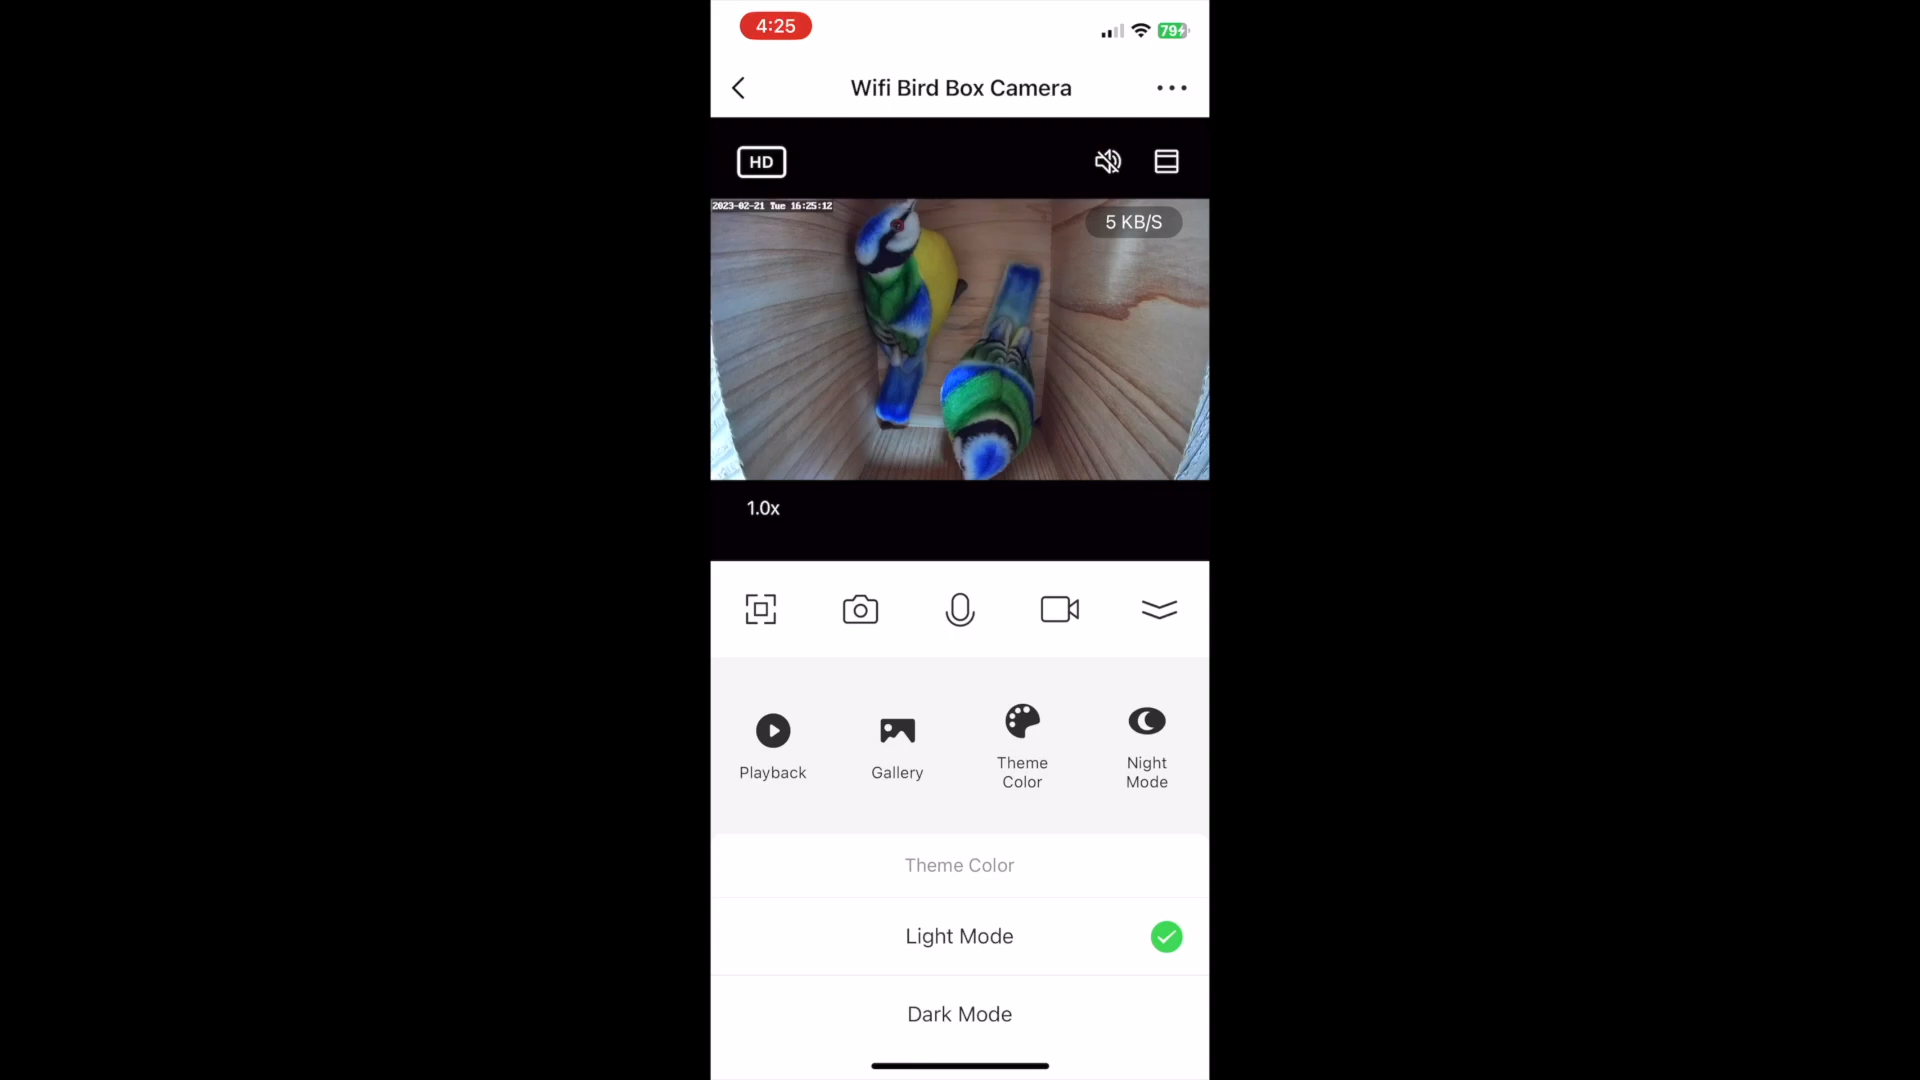 4:25
79
Wifi Bird Box Camera
HD
2023-02-21 Tue 16:25:12
5 KB/S
1.0x
Playback
Gallery
Theme
Color
Night
Mode
Theme Color
Light Mode
Dark Mode